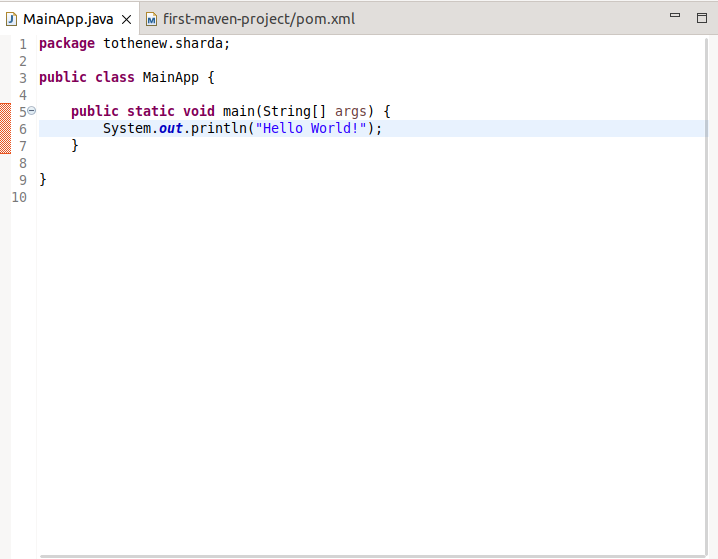 MainApp.java first-maven-project/pom.xml
1 package tothenew.sharda;
2
3 public class MainApp {
4
5     public static void main(String[] args) {
6         System.out.println("Hello World!");
7     }
8
9 }
10